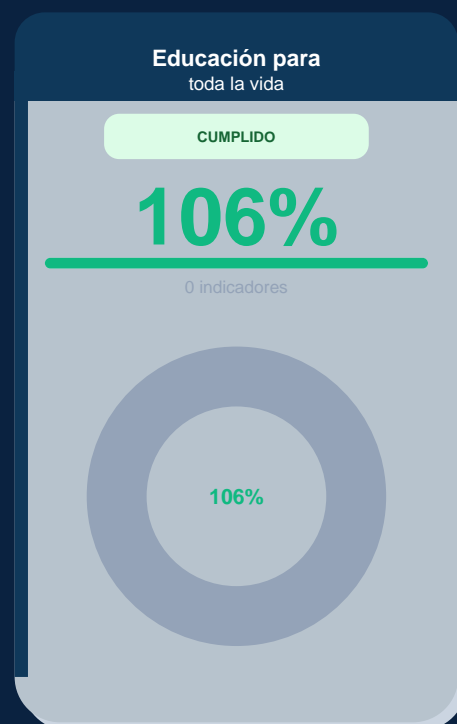 Educación para
toda la vida
CUMPLIDO
106%
0 indicadores
106%